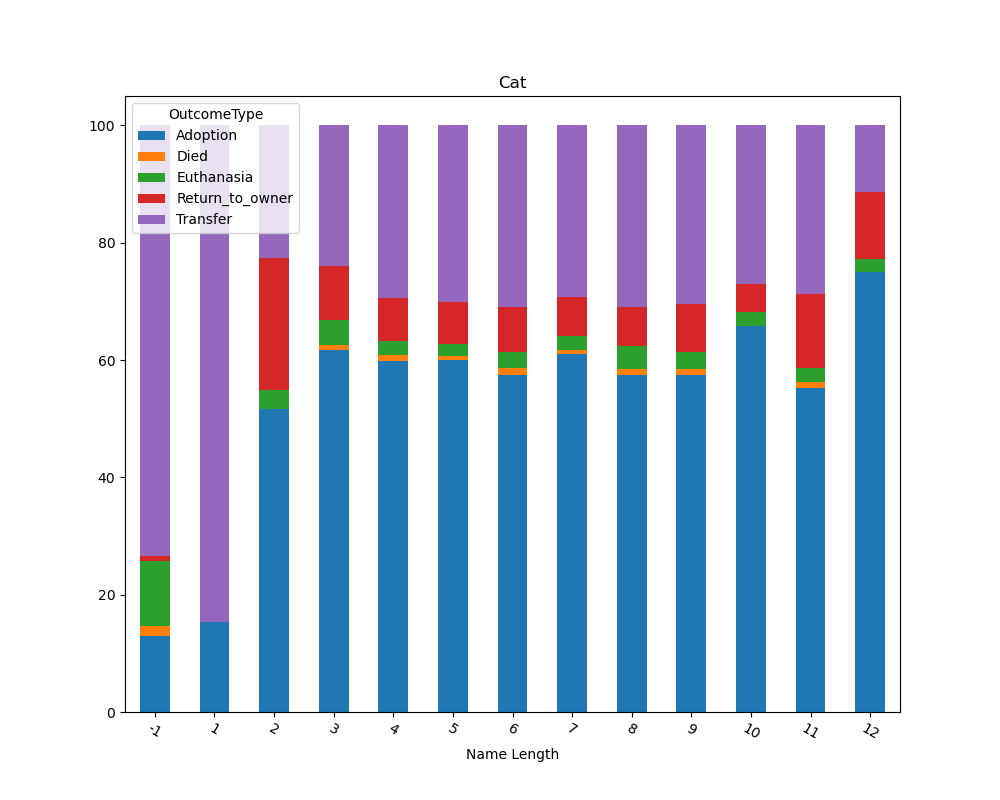 Cat
OutcomeType
Adoption
Died
Euthanasia
Return_to_owner
Transfer
100
80
60
40
20
0
-1 1 2 3 4 5 6 7 8 9 10 11 12
Name Length